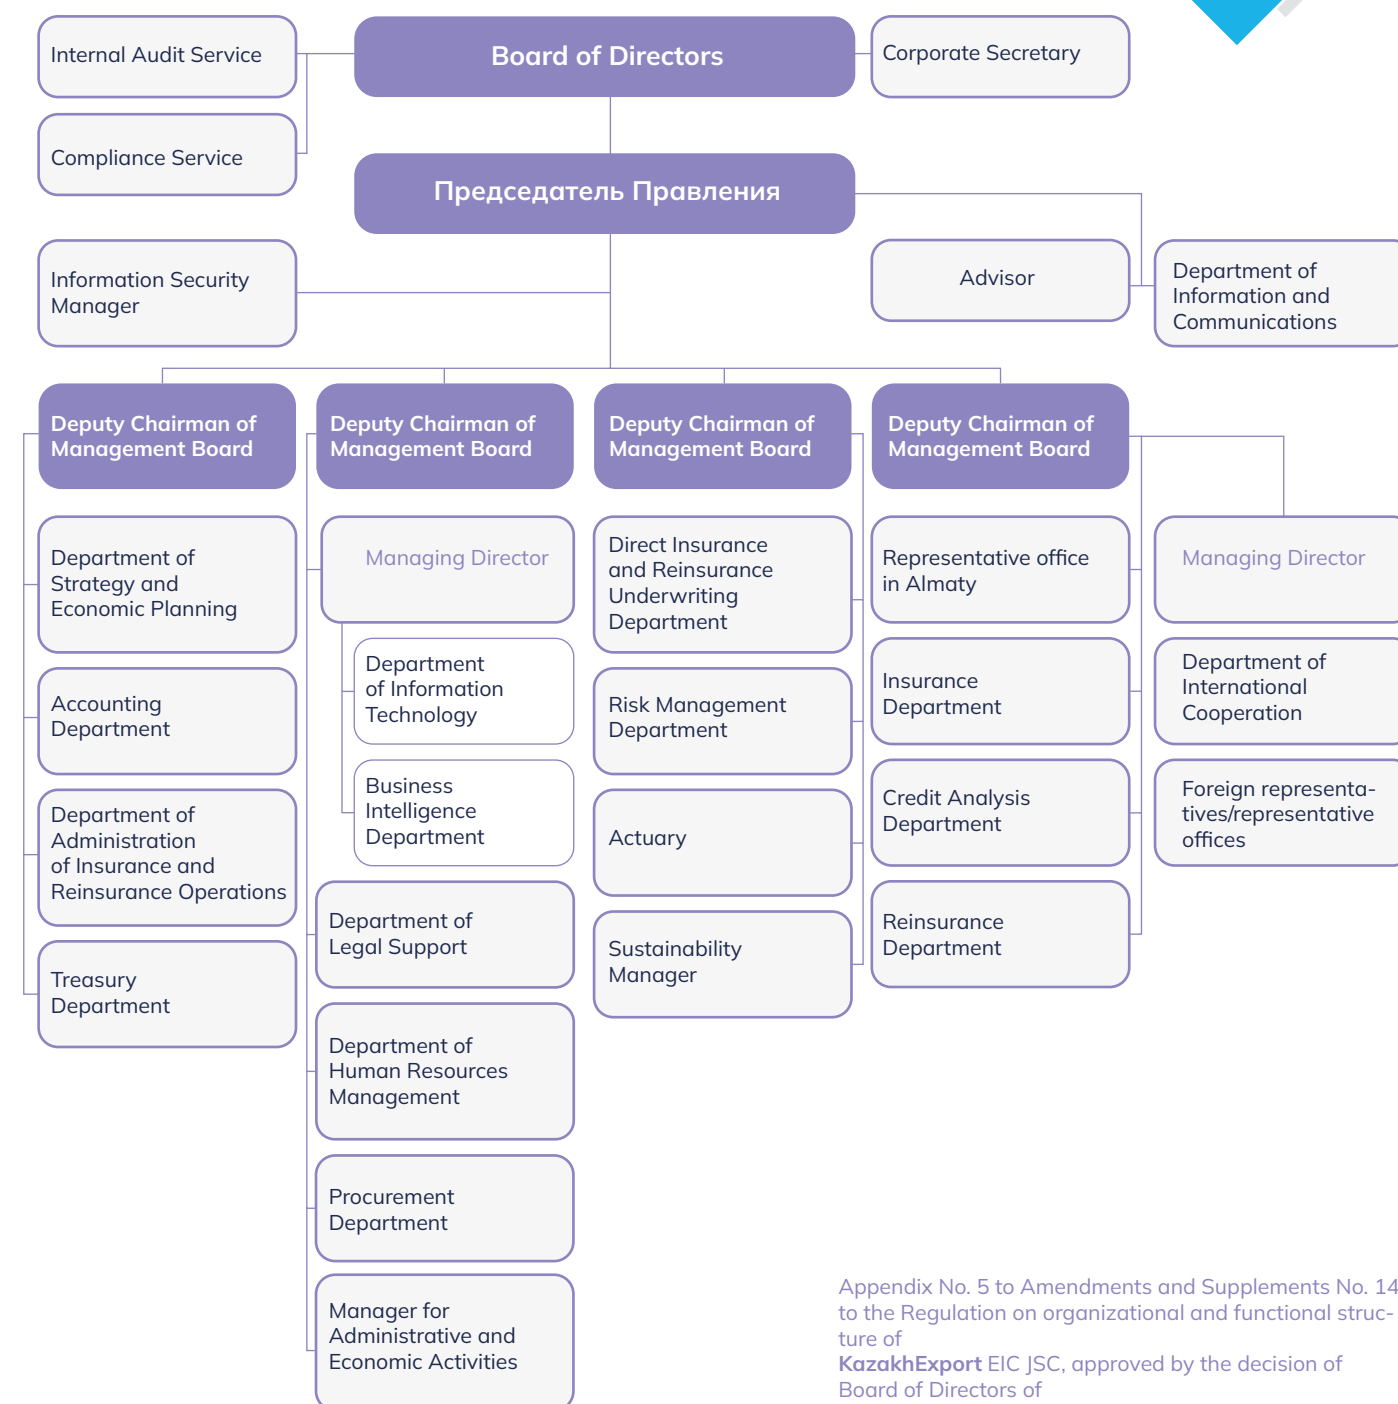 Internal Audit Service
Board of Directors
Corporate Secretary
Compliance Service
Председатель Правления
Information Security
Manager
Advisor
Department of
Information and
Communications
Deputy Chairman of
Management Board
Deputy Chairman of
Management Board
Deputy Chairman of
Management Board
Deputy Chairman of
Management Board
Department of
Strategy and
Economic Planning
Accounting
Department
Department of
Administration
of Insurance and
Reinsurance Operations
Treasury
Department
Managing Director
Department
of Information
Technology
Business
Intelligence
Department
Department of
Legal Support
Department of
Human Resources
Management
Procurement
Department
Manager for
Administrative and
Economic Activities
Direct Insurance
and Reinsurance
Underwriting
Department
Risk Management
Department
Actuary
Sustainability
Manager
Representative office
in Almaty
Insurance
Department
Credit Analysis
Department
Reinsurance
Department
Managing Director
Department of
International
Cooperation
Foreign representa-
tives/representative
offices
Appendix No. 5 to Amendments and Supplements No. 14
to the Regulation on organizational and functional struc-
ture of
KazakhExport EIC JSC, approved by the decision of
Board of Directors of